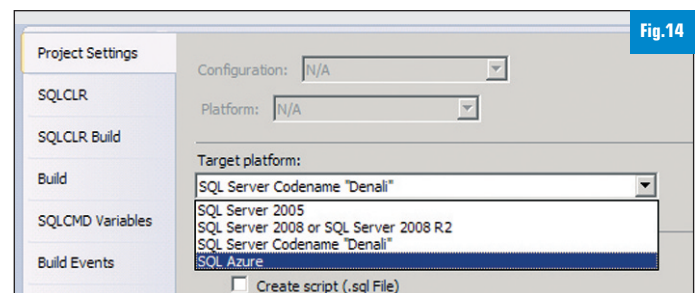 Fig.14
Project Settings
SQLCLR
SQLCLR Build
Build
SQLCMD Variables
Build Events
Configuration: N/A
Platform: N/A
Target platform:
SQL Server Codename "Denali"
SQL Server 2005
SQL Server 2008 or SQL Server 2008 R2
SQL Server Codename "Denali"
SQL Azure
Create script (.sql File)